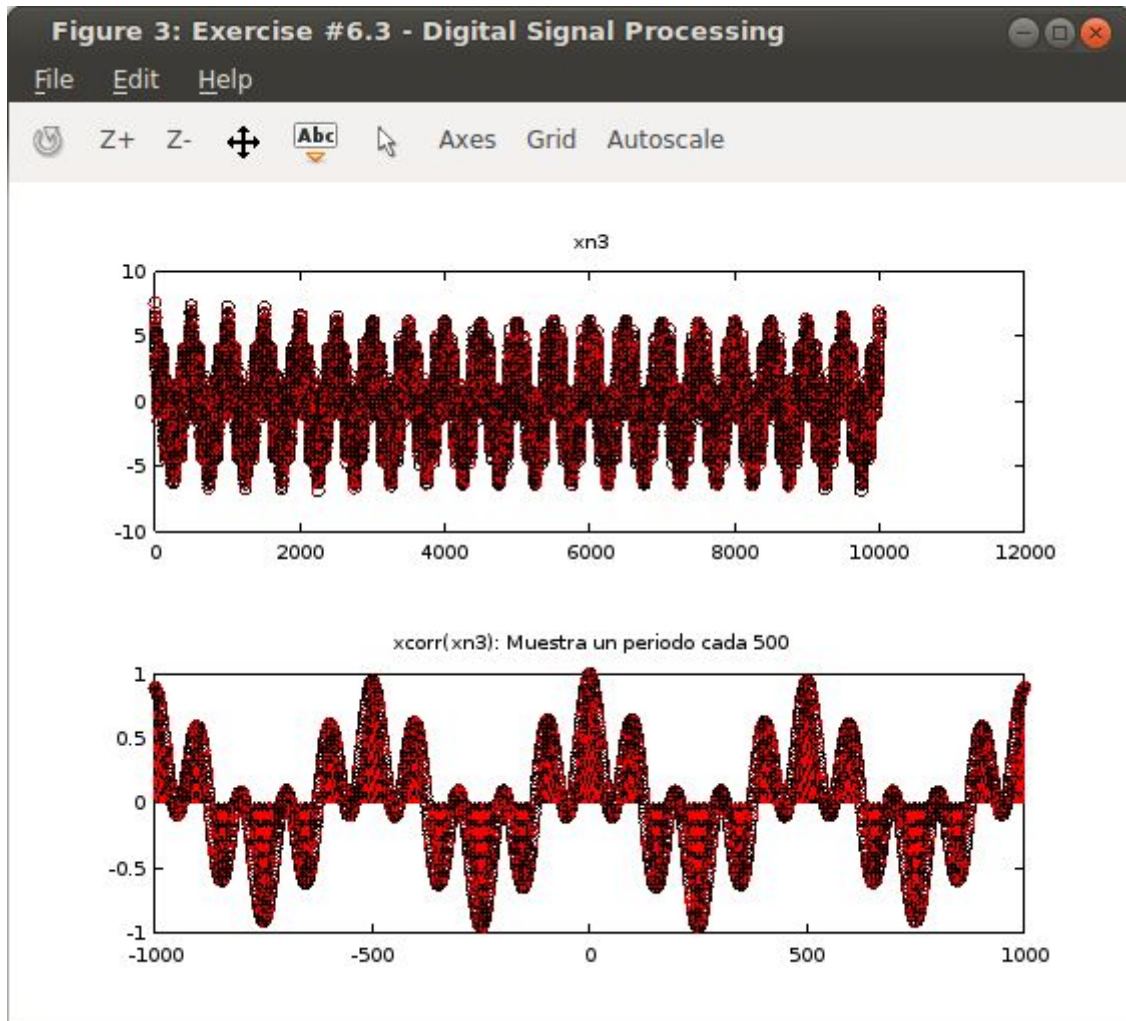 Figure 3: Exercise #6.3 - Digital Signal Processing
File Edit Help
Z+ Z- Abc Axes Grid Autoscale
xn3
10
5
0
-5
-10
0 2000 4000 6000 8000 10000 12000
xcorr(xn3): Muestra un periodo cada 500
1
0.5
0
-0.5
-1
-1000 -500 0 500 1000